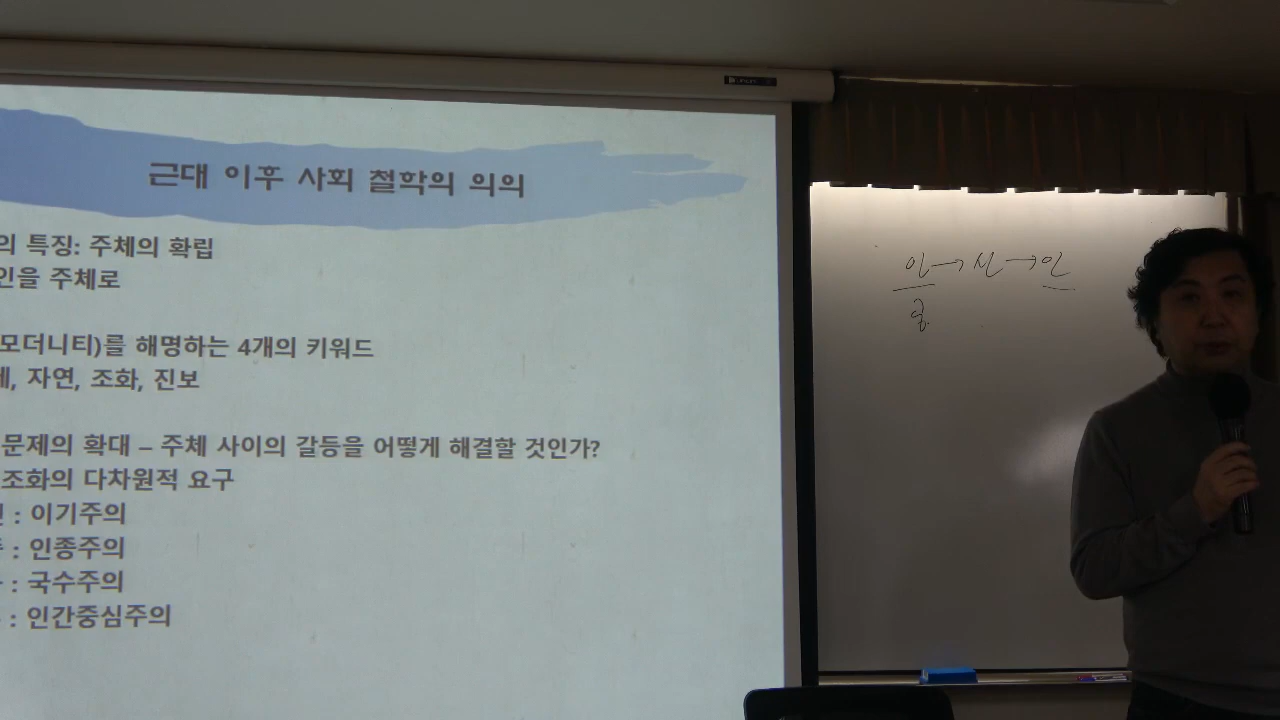 근대 이후 사회 철학의 의의
의 특징: 주체의 확립
인을 주체로
모더니티)를 해명하는 4개의 키워드
자연, 조화, 진보
문제의 확대 – 주체 사이의 갈등을 어떻게 해결할 것인가?
조화의 다차원적 요구
: 이기주의
: 인종주의
: 국수주의
: 인간중심주의
인→신→인